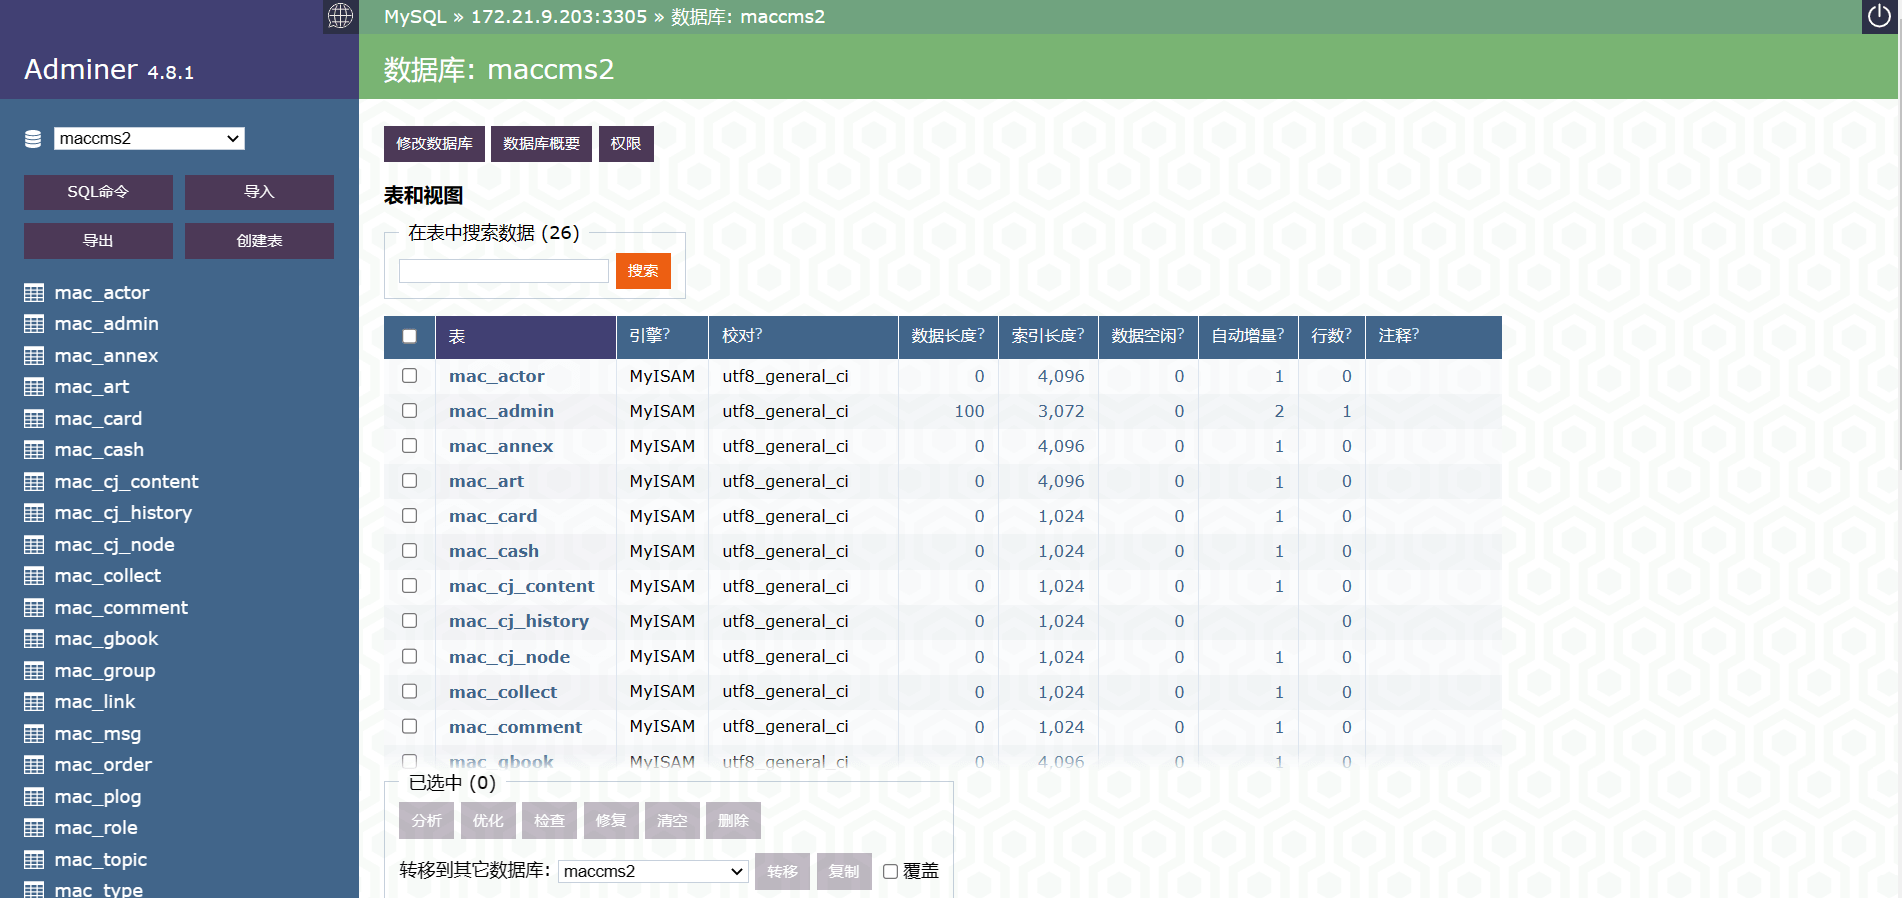 MySQL » 172.21.9.203:3305 » 数据库: maccms2
Adminer 4.8.1
数据库: maccms2
maccms2
SQL命令 导入
导出 创建表
mac_actor
mac_admin
mac_annex
mac_art
mac_card
mac_cash
mac_cj_content
mac_cj_history
mac_cj_node
mac_collect
mac_comment
mac_gbook
mac_group
mac_link
mac_msg
mac_order
mac_plog
mac_role
mac_topic
mac_type
修改数据库 数据库概要 权限
表和视图
在表中搜索数据 (26)
搜索
表 引擎? 校对? 数据长度? 索引长度? 数据空闲? 自动增量? 行数? 注释?
mac_actor MyISAM utf8_general_ci 0 4,096 0 1 0
mac_admin MyISAM utf8_general_ci 100 3,072 0 2 1
mac_annex MyISAM utf8_general_ci 0 4,096 0 1 0
mac_art MyISAM utf8_general_ci 0 4,096 0 1 0
mac_card MyISAM utf8_general_ci 0 1,024 0 1 0
mac_cash MyISAM utf8_general_ci 0 1,024 0 1 0
mac_cj_content MyISAM utf8_general_ci 0 1,024 0 1 0
mac_cj_history MyISAM utf8_general_ci 0 1,024 0 0
mac_cj_node MyISAM utf8_general_ci 0 1,024 0 1 0
mac_collect MyISAM utf8_general_ci 0 1,024 0 1 0
mac_comment MyISAM utf8_general_ci 0 1,024 0 1 0
mac_gbook MyISAM utf8_general_ci 0 4,096 0 1 0
已选中 (0)
分析 优化 检查 修复 清空 删除
转移到其它数据库: maccms2 转移 复制 覆盖